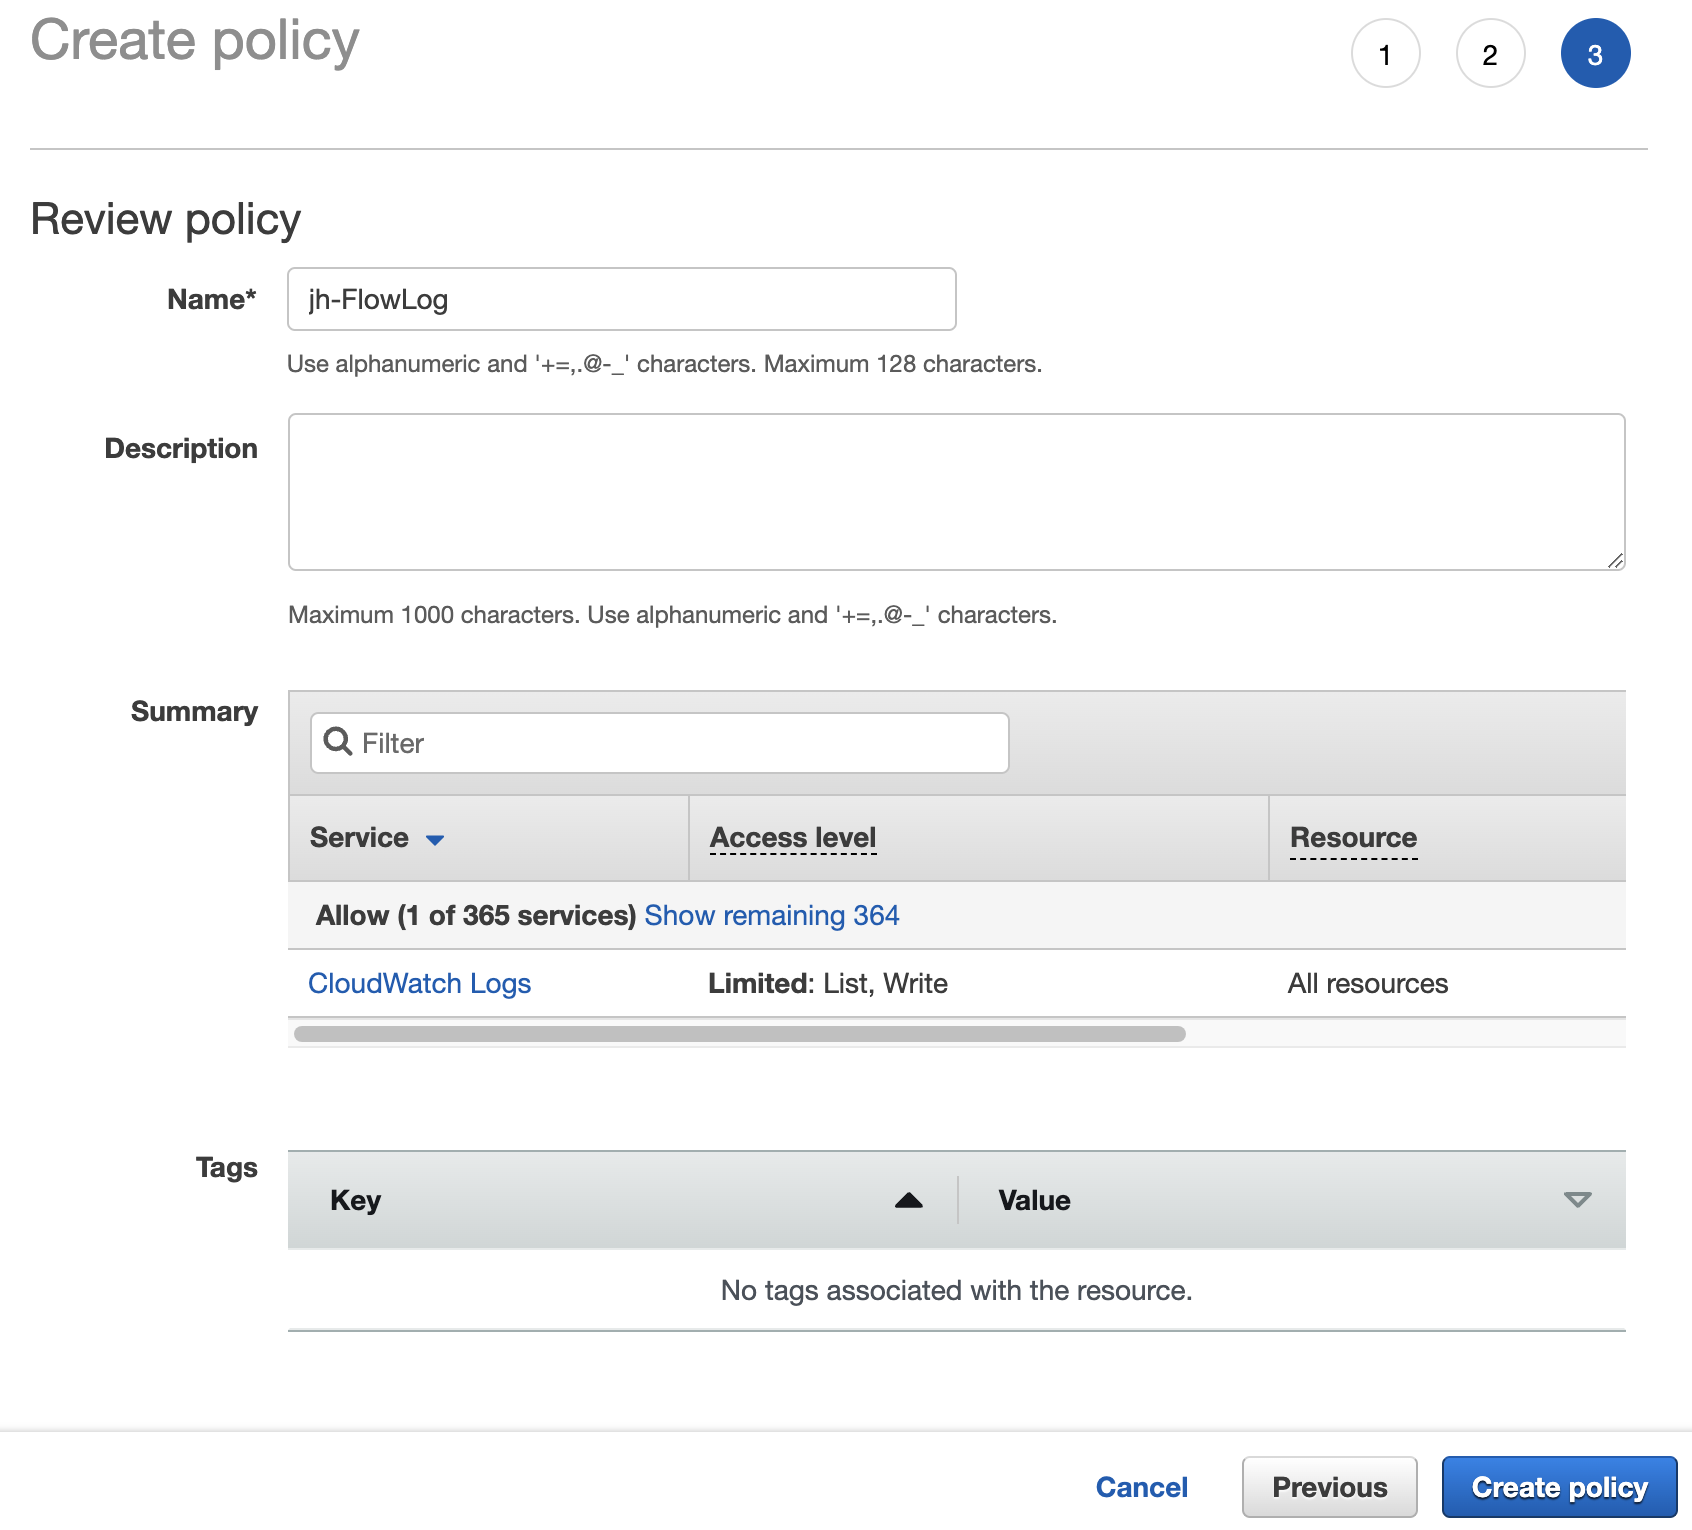 Create policy
1 2 3
Review policy
Name* jh-FlowLog
Use alphanumeric and '+=,.@-_' characters. Maximum 128 characters.
Description
Maximum 1000 characters. Use alphanumeric and '+=,.@-_' characters.
Summary Filter
Service Access level Resource
Allow (1 of 365 services) Show remaining 364
CloudWatch Logs Limited: List, Write All resources
Tags
Key Value
No tags associated with the resource.
Cancel Previous Create policy